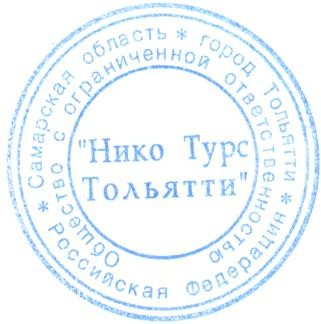 * Самарская область * город Тольятти * Российская Федерация
Общество с ограниченной ответственностью
"Нико Турс
Тольятти"